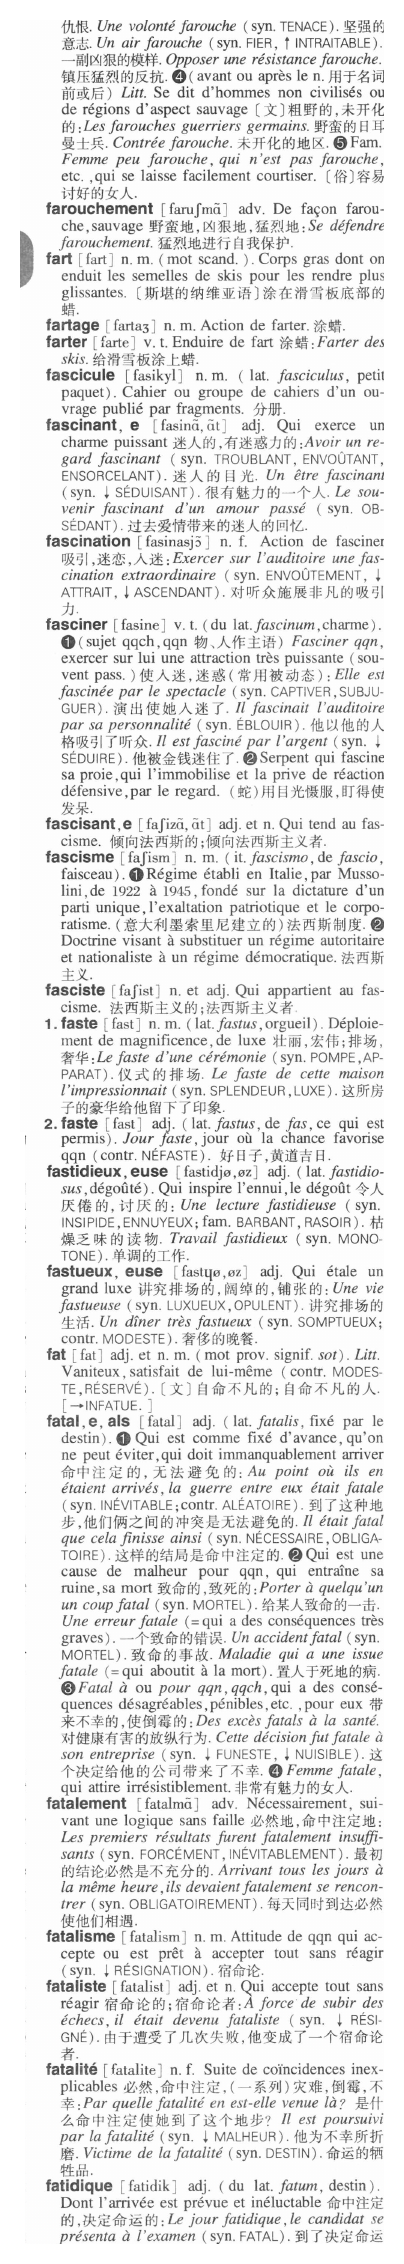 仇恨. Une volonté farouche (syn. TENACE). 坚强的
意志. Un air farouche (syn. FIER, ↑ INTRAITABLE).
一副凶狠的模样. Opposer une résistance farouche.
镇压猛烈的反抗. ❹(avant ou après le n. 用于名词
前或后) Litt. Se dit d'hommes non civilisés ou
de régions d'aspect sauvage〔文〕粗野的,未开化
的:Les farouches guerriers germains. 野蛮的日耳
曼士兵. Contrée farouche. 未开化的地区. ❺ Fam.
Femme peu farouche, qui n'est pas farouche,
etc. ,qui se laisse facilement courtiser. 〔俗〕容易
讨好的女人.
farouchement [faruʃmɑ̃] adv. De façon farou-
che,sauvage 野蛮地,凶狠地,猛烈地:Se défendre
farouchement. 猛烈地进行自我保护.
fart [fart] n. m. (mot scand. ). Corps gras dont on
enduit les semelles de skis pour les rendre plus
glissantes. 〔斯堪的纳维亚语〕涂在滑雪板底部的
蜡.
fartage [fartaʒ] n. m. Action de farter. 涂蜡.
farter [farte] v. t. Enduire de fart 涂蜡:Farter des
skis. 给滑雪板涂上蜡.
fascicule [fasikyl] n. m. ( lat. fasciculus, petit
paquet). Cahier ou groupe de cahiers d'un ou-
vrage publié par fragments. 分册.
fascinant, e [fasinɑ̃,ɑ̃t] adj. Qui exerce un
charme puissant 迷人的,有迷惑力的:Avoir un re-
gard fascinant ( syn. TROUBLANT, ENVOÛTANT,
ENSORCELANT). 迷人的目光. Un être fascinant
(syn. ↓ SÉDUISANT). 很有魅力的一个人. Le sou-
venir fascinant d'un amour passé ( syn. OB-
SÉDANT). 过去爱情带来的迷人的回忆.
fascination [fasinasjɔ̃] n. f. Action de fasciner
吸引,迷恋,入迷:Exercer sur l'auditoire une fas-
cination extraordinaire ( syn. ENVOÛTEMENT, ↓
ATTRAIT, ↓ ASCENDANT). 对听众施展非凡的吸引
力.
fasciner [fasine] v. t. (du lat. fascinum,charme).
❶(sujet qqch,qqn 物、人作主语) Fasciner qqn,
exercer sur lui une attraction très puissante (sou-
vent pass. )使入迷,迷惑(常用被动态):Elle est
fascinée par le spectacle (syn. CAPTIVER,SUBJU-
GUER). 演出使她入迷了. Il fascinait l'auditoire
par sa personnalité (syn. ÉBLOUIR). 他以他的人
格吸引了听众. Il est fasciné par l'argent (syn. ↓
SÉDUIRE). 他被金钱迷住了. ❷Serpent qui fascine
sa proie,qui l'immobilise et la prive de réaction
défensive,par le regard. (蛇)用目光慑服,盯得使
发呆.
fascisant,e [faʃizɑ̃, ɑ̃t] adj. et n. Qui tend au fas-
cisme. 倾向法西斯的;倾向法西斯主义者.
fascisme [faʃism] n. m. (it. fascismo, de fascio,
faisceau). ❶Régime établi en Italie,par Musso-
lini,de 1922 à 1945,fondé sur la dictature d'un
parti unique,l'exaltation patriotique et le corpo-
ratisme. (意大利墨索里尼建立的)法西斯制度. ❷
Doctrine visant à substituer un régime autoritaire
et nationaliste à un régime démocratique. 法西斯
主义.
fasciste [faʃist] n. et adj. Qui appartient au fas-
cisme. 法西斯主义的;法西斯主义者.
1. faste [fast] n. m. (lat. fastus,orgueil). Déploie-
ment de magnificence,de luxe 壮丽,宏伟;排场,
奢华:Le faste d'une cérémonie (syn. POMPE,AP-
PARAT). 仪式的排场. Le faste de cette maison
l'impressionnait (syn. SPLENDEUR,LUXE). 这所房
子的豪华给他留下了印象.
2. faste [fast] adj. (lat. fastus, de fas,ce qui est
permis). Jour faste,jour où la chance favorise
qqn (contr. NÉFASTE). 好日子,黄道吉日.
fastidieux, euse [fastidjø,øz] adj. (lat. fastidio-
sus,dégoûté). Qui inspire l'ennui,le dégoût 令人
厌倦的,讨厌的: Une lecture fastidieuse ( syn.
INSIPIDE,ENNUYEUX; fam. BARBANT,RASOIR). 枯
燥乏味的读物. Travail fastidieux ( syn. MONO-
TONE). 单调的工作.
fastueux, euse [fastɥø,øz] adj. Qui étale un
grand luxe 讲究排场的,阔绰的,铺张的:Une vie
fastueuse (syn. LUXUEUX,OPULENT). 讲究排场的
生活. Un dîner très fastueux (syn. SOMPTUEUX;
contr. MODESTE). 奢侈的晚餐.
fat [fat] adj. et n. m. (mot prov. signif. sot). Litt.
Vaniteux, satisfait de lui-même (contr. MODES-
TE,RÉSERVÉ). 〔文〕自命不凡的;自命不凡的人.
[→INFATUE. ]
fatal,e,als [fatal] adj. (lat. fatalis, fixé par le
destin). ❶ Qui est comme fixé d'avance,qu'on
ne peut éviter,qui doit immanquablement arriver
命中注定的,无法避免的: Au point où ils en
étaient arrivés,la guerre entre eux était fatale
(syn. INÉVITABLE;contr. ALÉATOIRE). 到了这种地
步,他们俩之间的冲突是无法避免的. Il était fatal
que cela finisse ainsi (syn. NÉCESSAIRE,OBLIGA-
TOIRE). 这样的结局是命中注定的. ❷Qui est une
cause de malheur pour qqn, qui entraîne sa
ruine,sa mort 致命的,致死的:Porter à quelqu'un
un coup fatal (syn. MORTEL). 给某人致命的一击.
Une erreur fatale (=qui a des conséquences très
graves). 一个致命的错误. Un accident fatal (syn.
MORTEL). 致命的事故. Maladie qui a une issue
fatale (=qui aboutit à la mort). 置人于死地的病.
❸Fatal à ou pour qqn,qqch,qui a des consé-
quences désagréables,pénibles,etc. ,pour eux 带
来不幸的,使倒霉的:Des excès fatals à la santé.
对健康有害的放纵行为. Cette décision fut fatale à
son entreprise (syn. ↓ FUNESTE, ↓ NUISIBLE). 这
个决定给他的公司带来了不幸. ❹ Femme fatale,
qui attire irrésistiblement. 非常有魅力的女人.
fatalement [fatalmɑ̃] adv. Nécessairement, sui-
vant une logique sans faille 必然地,命中注定地:
Les premiers résultats furent fatalement insuffi-
sants (syn. FORCÉMENT,INÉVITABLEMENT). 最初
的结论必然是不充分的. Arrivant tous les jours à
la même heure,ils devaient fatalement se rencon-
trer (syn. OBLIGATOIREMENT). 每天同时到达必然
使他们相遇.
fatalisme [fatalism] n. m. Attitude de qqn qui ac-
cepte ou est prêt à accepter tout sans réagir
(syn. ↓ RÉSIGNATION). 宿命论.
fataliste [fatalist] adj. et n. Qui accepte tout sans
réagir 宿命论的;宿命论者:À force de subir des
échecs, il était devenu fataliste (syn. ↓ RÉSI-
GNÉ). 由于遭受了几次失败,他变成了一个宿命论
者.
fatalité [fatalite] n. f. Suite de coïncidences inex-
plicables 必然,命中注定,(一系列)灾难,倒霉,不
幸:Par quelle fatalité en est-elle venue là? 是什
么命中注定使她到了这个地步? Il est poursuivi
par la fatalité (syn. ↓ MALHEUR). 他为不幸所折
磨. Victime de la fatalité (syn. DESTIN). 命运的牺
牲品.
fatidique [fatidik] adj. ( du lat. fatum, destin).
Dont l'arrivée est prévue et inéluctable 命中注定
的,决定命运的:Le jour fatidique,le candidat se
présenta à l'examen (syn. FATAL). 到了决定命运